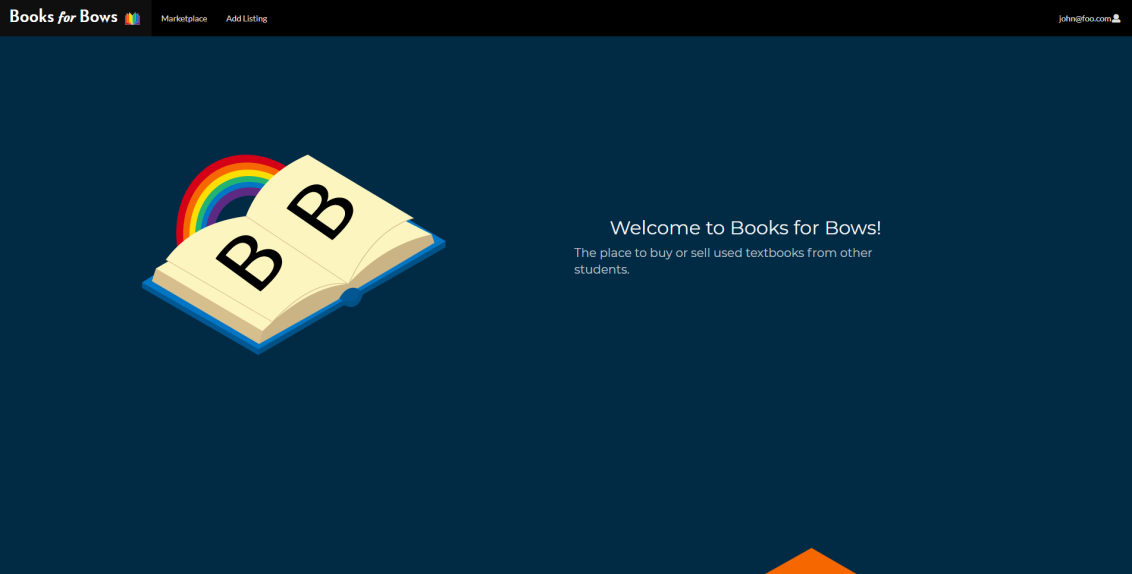 Books for Bows
Marketplace
Add Listing
john@foo.com
B B
Welcome to Books for Bows!
The place to buy or sell used textbooks from other
students.